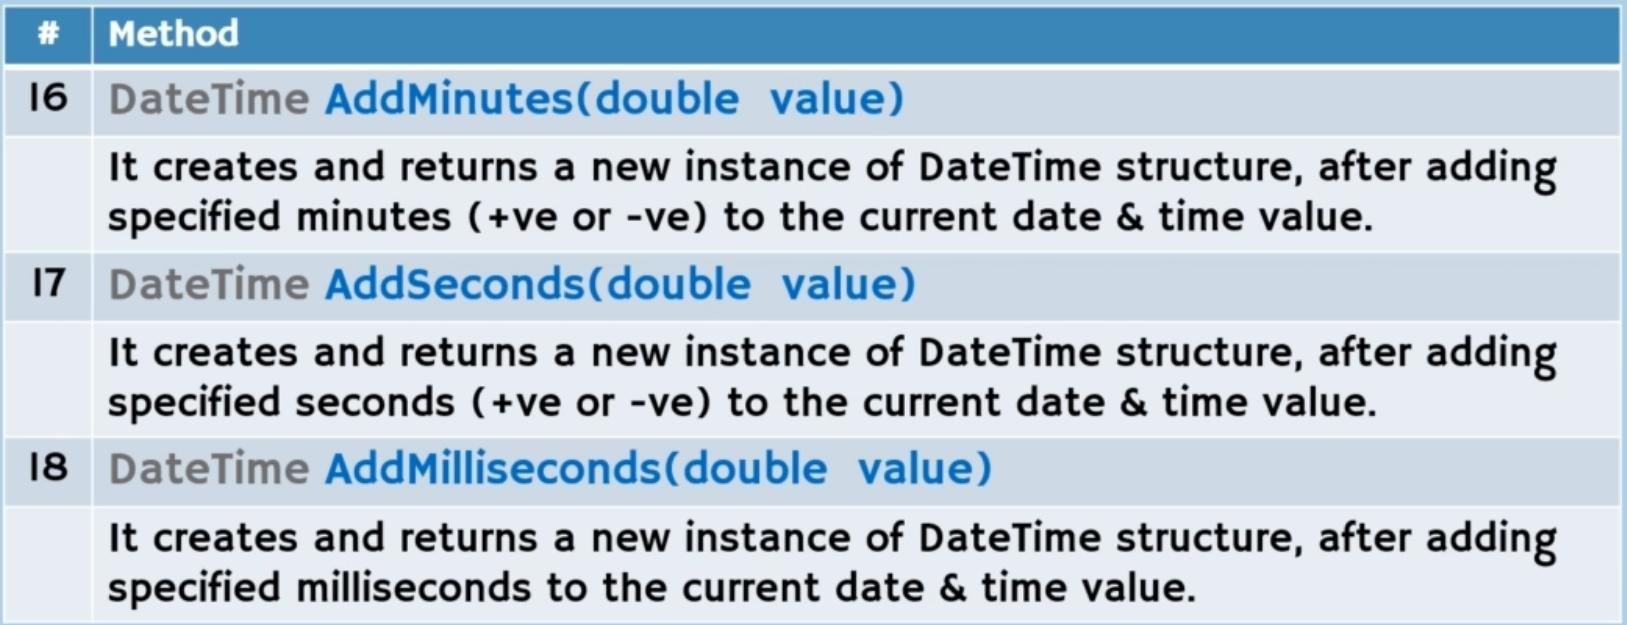 # Method
16 DateTime AddMinutes(double value)
It creates and returns a new instance of DateTime structure, after adding
specified minutes (+ve or -ve) to the current date & time value.
17 DateTime AddSeconds(double value)
It creates and returns a new instance of DateTime structure, after adding
specified seconds (+ve or -ve) to the current date & time value.
18 DateTime AddMilliseconds(double value)
It creates and returns a new instance of DateTime structure, after adding
specified milliseconds to the current date & time value.